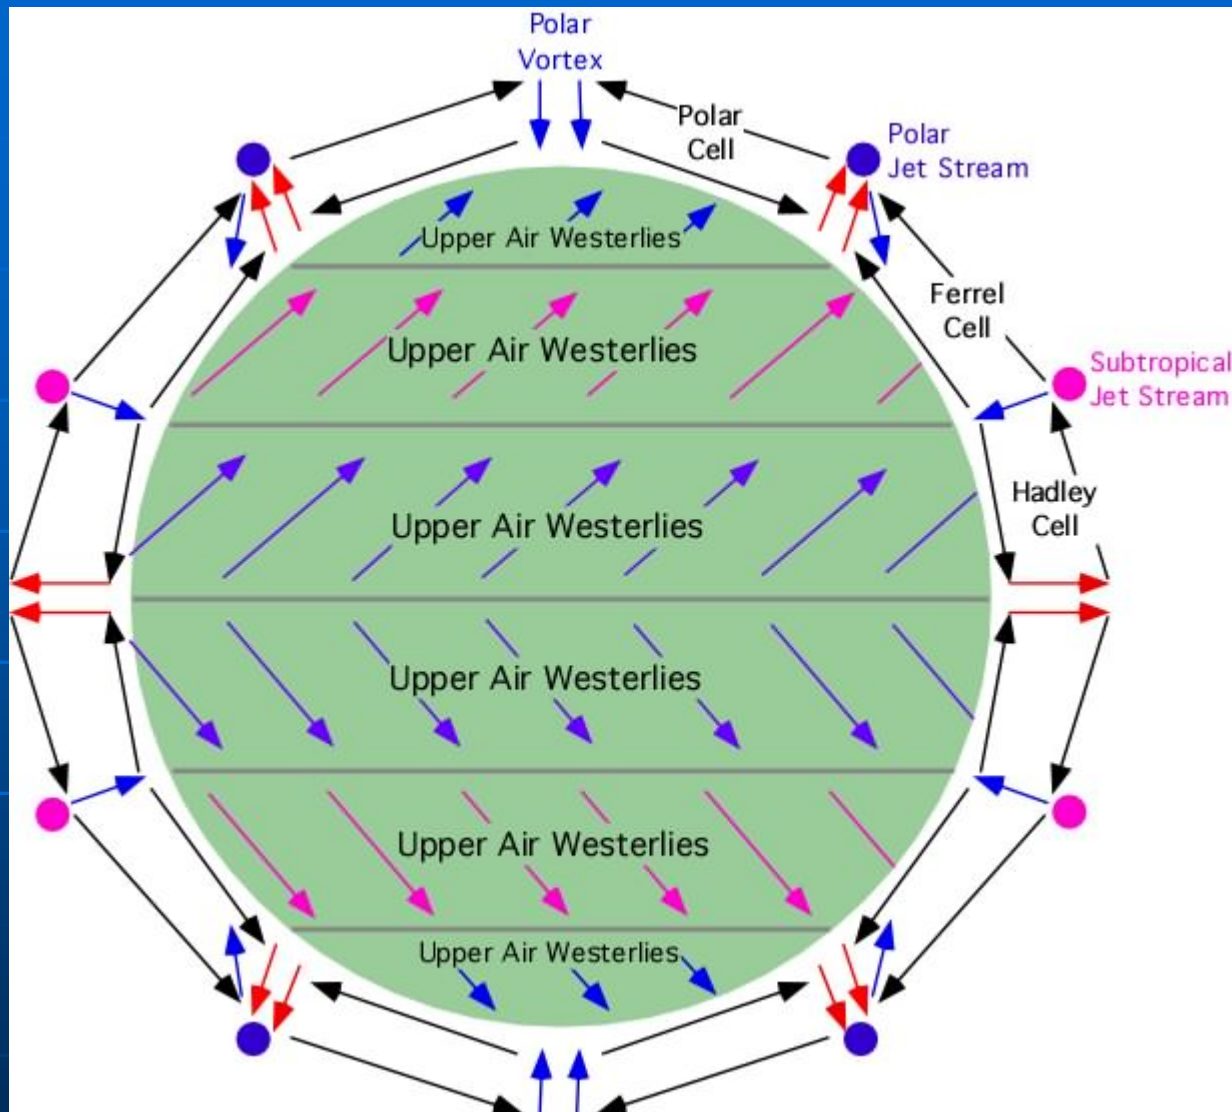 Polar
Vortex
Polar
Cell
Polar
Jet Stream
Upper Air Westerlies
Ferrel
Cell
Upper Air Westerlies
Subtropical
Jet Stream
Hadley
Cell
Upper Air Westerlies
Upper Air Westerlies
Upper Air Westerlies
Upper Air Westerlies